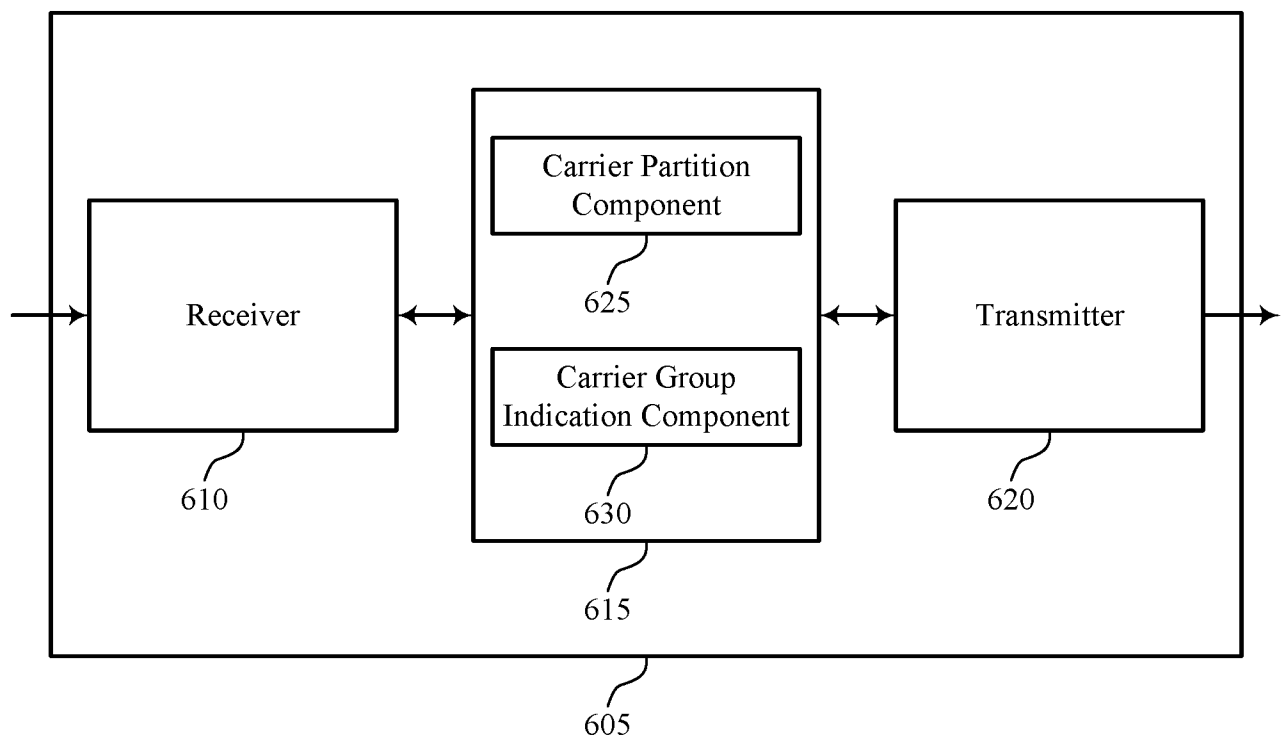 Carrier Partition
Component
625
Receiver
Transmitter
Carrier Group
Indication Component
610
630
620
615
605